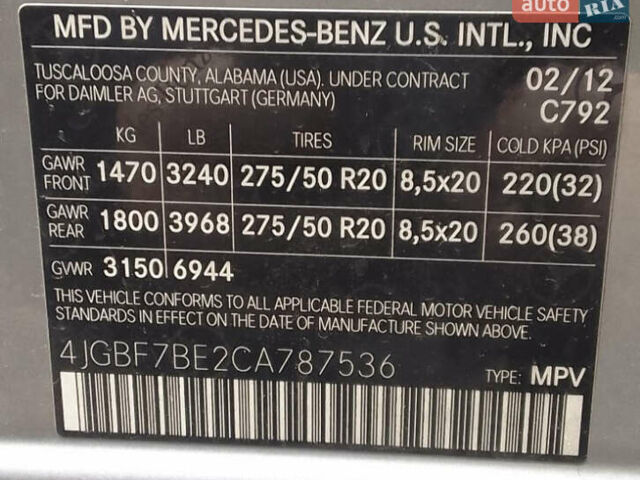 auto RIA
.com
MFD BY MERCEDES-BENZ U.S. INTL., INC
TUSCALOOSA COUNTY, ALABAMA (USA). UNDER CONTRACT 02/12
FOR DAIMLER AG, STUTTGART (GERMANY) C792
KG LB TIRES RIM SIZE COLD KPA (PSI)
GAWR
FRONT 1470 3240 275/50 R20 8,5x20 220(32)
GAWR
REAR 1800 3968 275/50 R20 8,5x20 260(38)
GVWR 3150 6944
THIS VEHICLE CONFORMS TO ALL APPLICABLE FEDERAL MOTOR VEHICLE SAFETY
STANDARDS IN EFFECT ON THE DATE OF MANUFACTURE SHOWN ABOVE.
4JGBF7BE2CA787536
TYPE: MPV